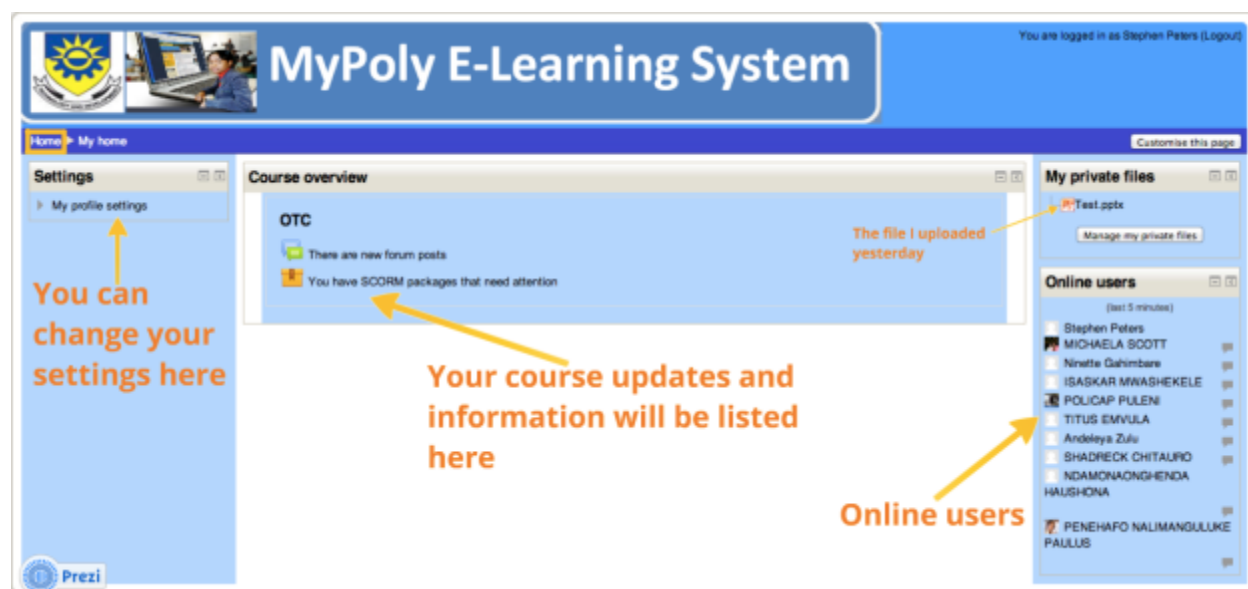 MyPoly E-Learning System
You are logged in as Stephen Peters (Logout)
Home ► My home
Customise this page
Settings
My profile settings
You can
change your
settings here
Course overview
OTC
There are new forum posts
You have SCORM packages that need attention
The file I uploaded
yesterday
Your course updates and
information will be listed
here
My private files
Test.pptx
Manage my private files
Online users
(last 5 minutes)
Stephen Peters
MICHAELA SCOTT
Ninette Gahimbare
ISASKAR MWASHEKELE
POLICAP PULENI
TITUS EMVULA
Andeleya Zulu
SHADRECK CHITAURO
NDAMONAONGHENDA
HAUSHONA
PENEHAFO NALIMANGULUKE
PAULUS
Online users
Prezi